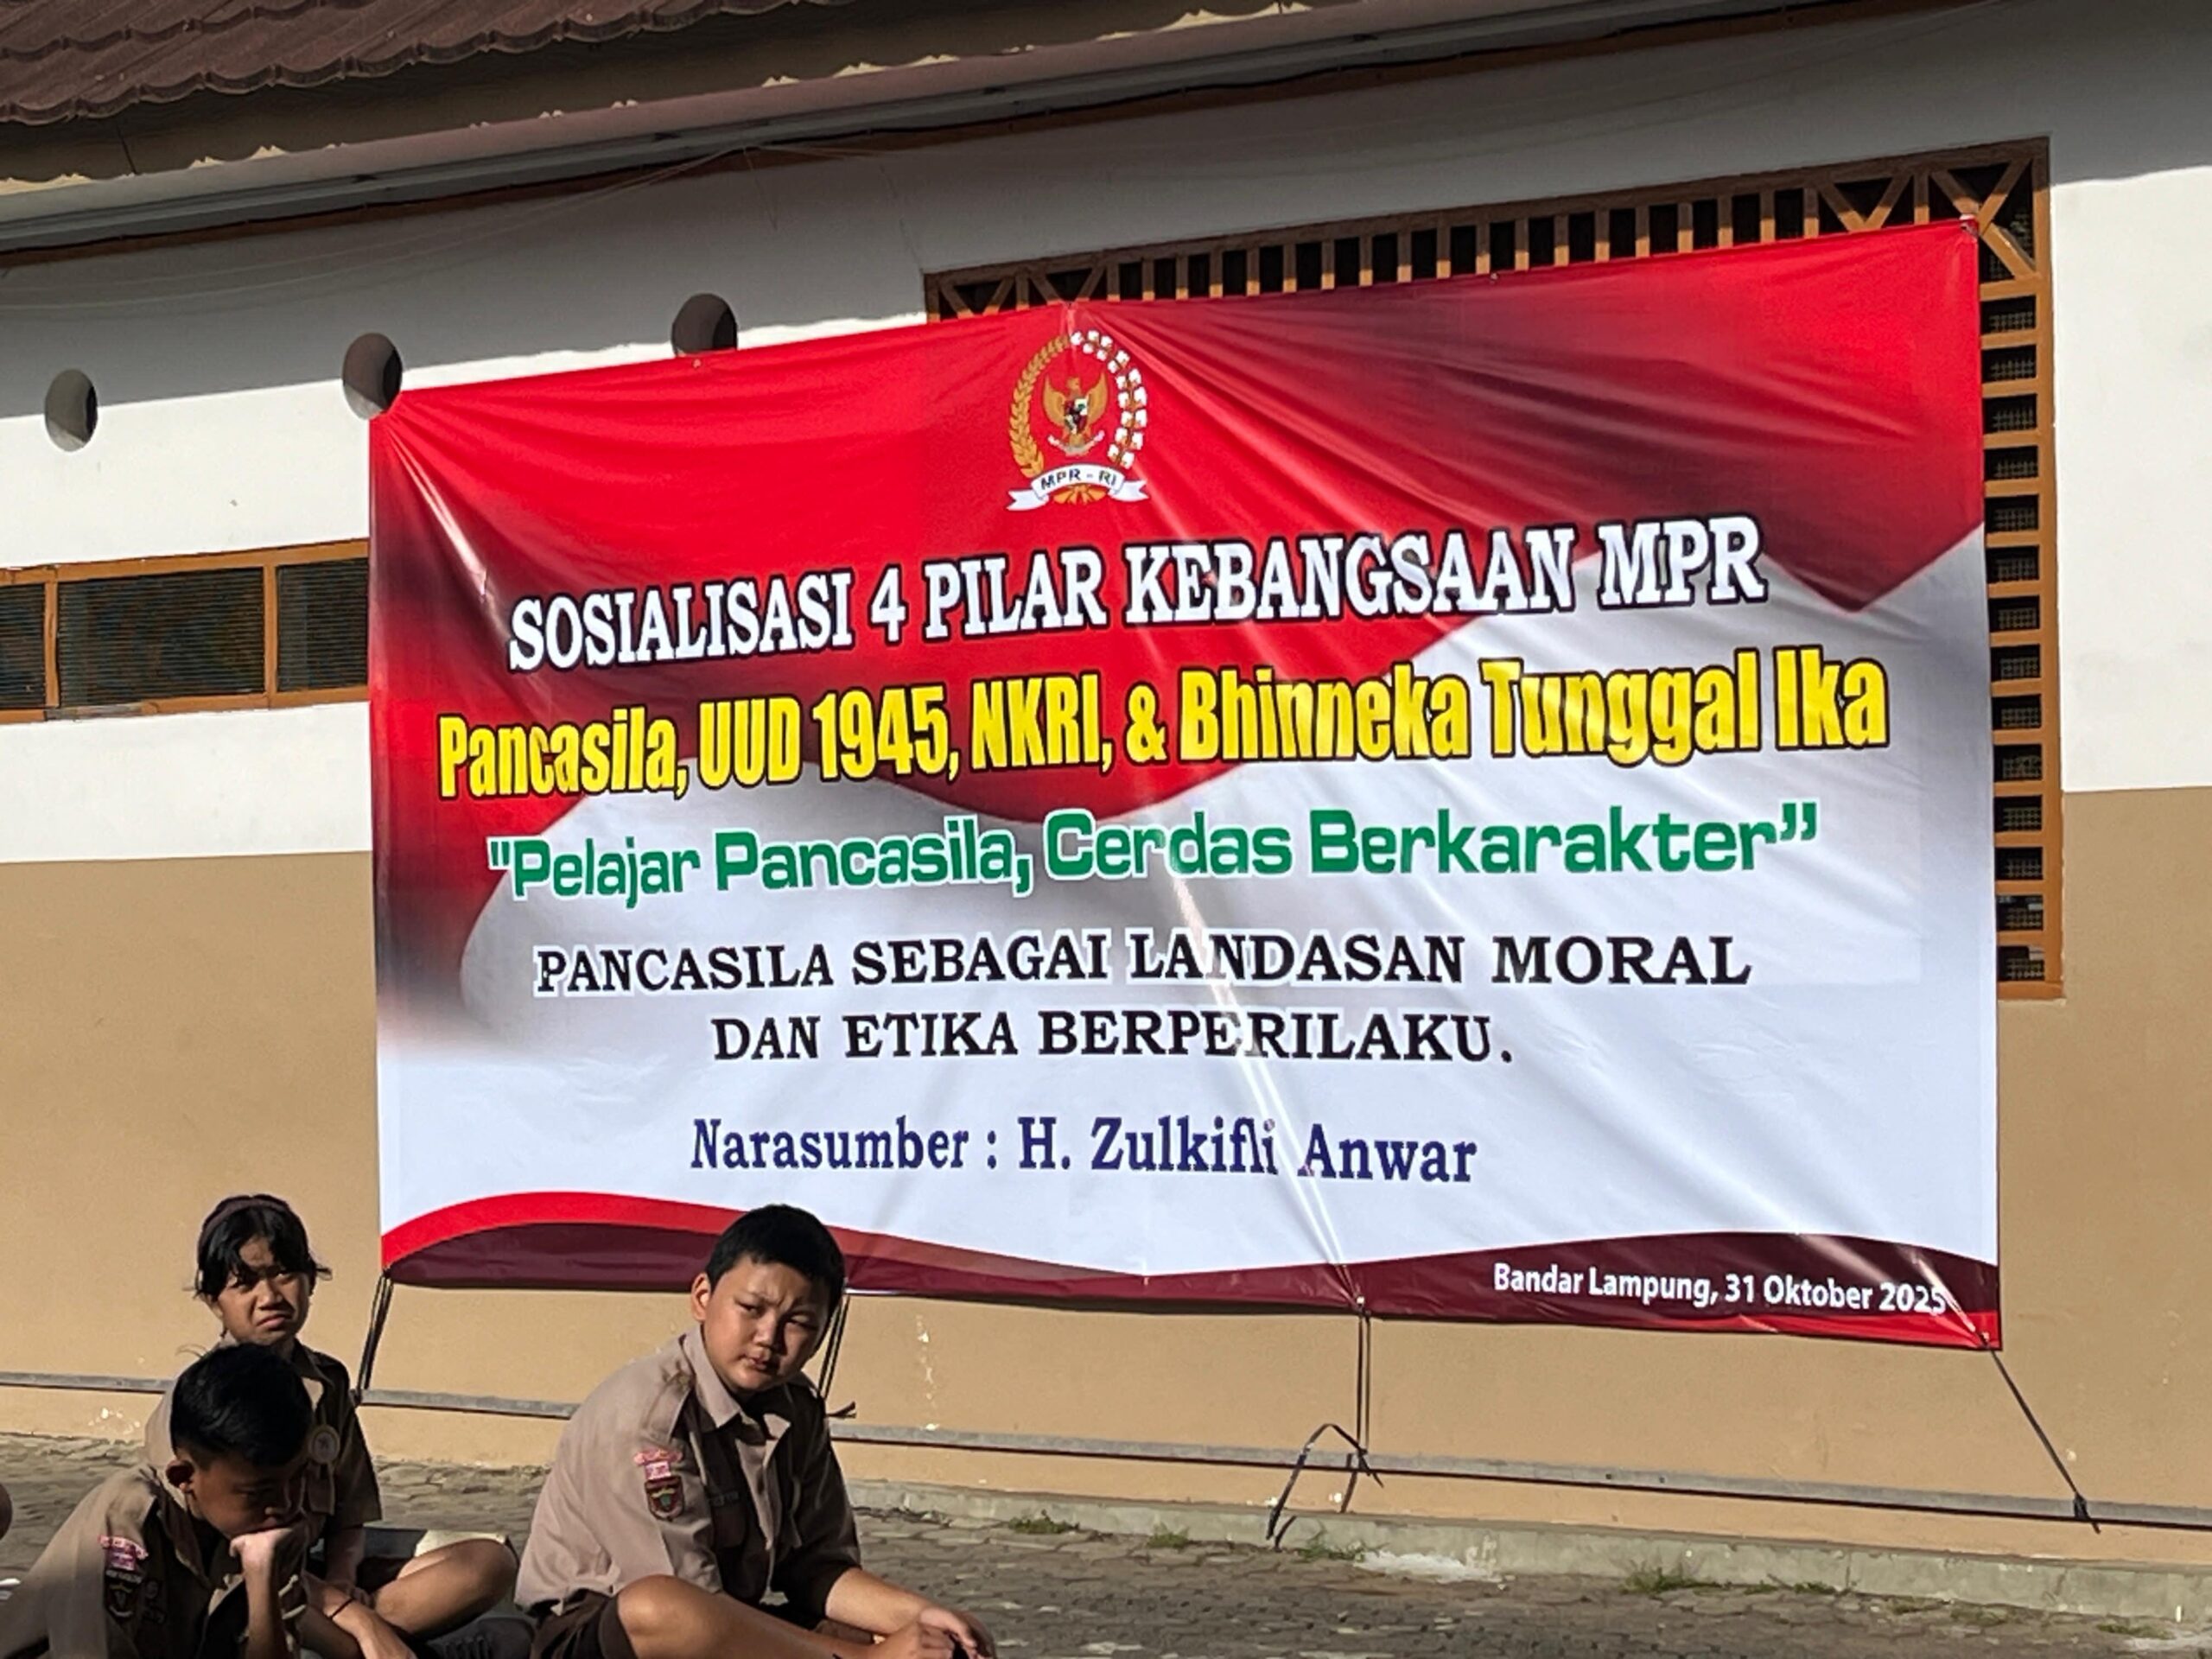 MPR - RI
SOSIALISASI 4 PILAR KEBANGSAAN MPR
Pancasila, UUD 1945, NKRI, & Bhinneka Tunggal Ika
"Pelajar Pancasila, Cerdas Berkarakter”
PANCASILA SEBAGAI LANDASAN MORAL
DAN ETIKA BERPERILAKU.
Narasumber : H. Zulkifli Anwar
Bandar Lampung, 31 Oktober 2025